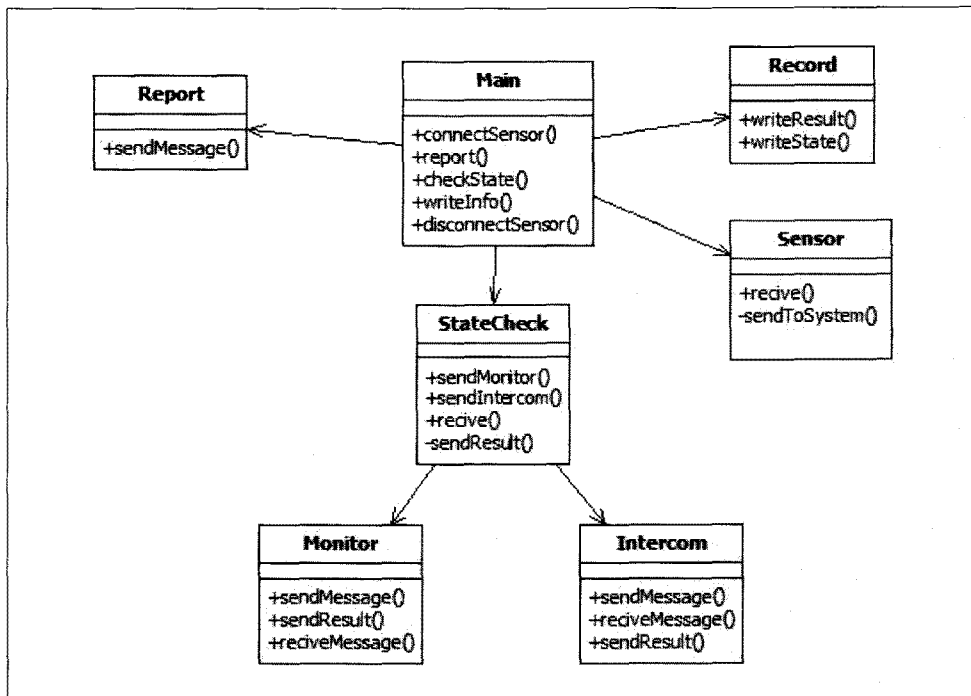 Report
+sendMessage()
Main
+connectSensor()
+report()
+checkState()
+writeInfo()
+disconnectSensor()
Record
+writeResult()
+writeState()
Sensor
+recive()
-sendToSystem()
StateCheck
+sendMonitor()
+sendIntercom()
+recive()
-sendResult()
Monitor
+sendMessage()
+sendResult()
+reciveMessage()
Intercom
+sendMessage()
+reciveMessage()
+sendResult()